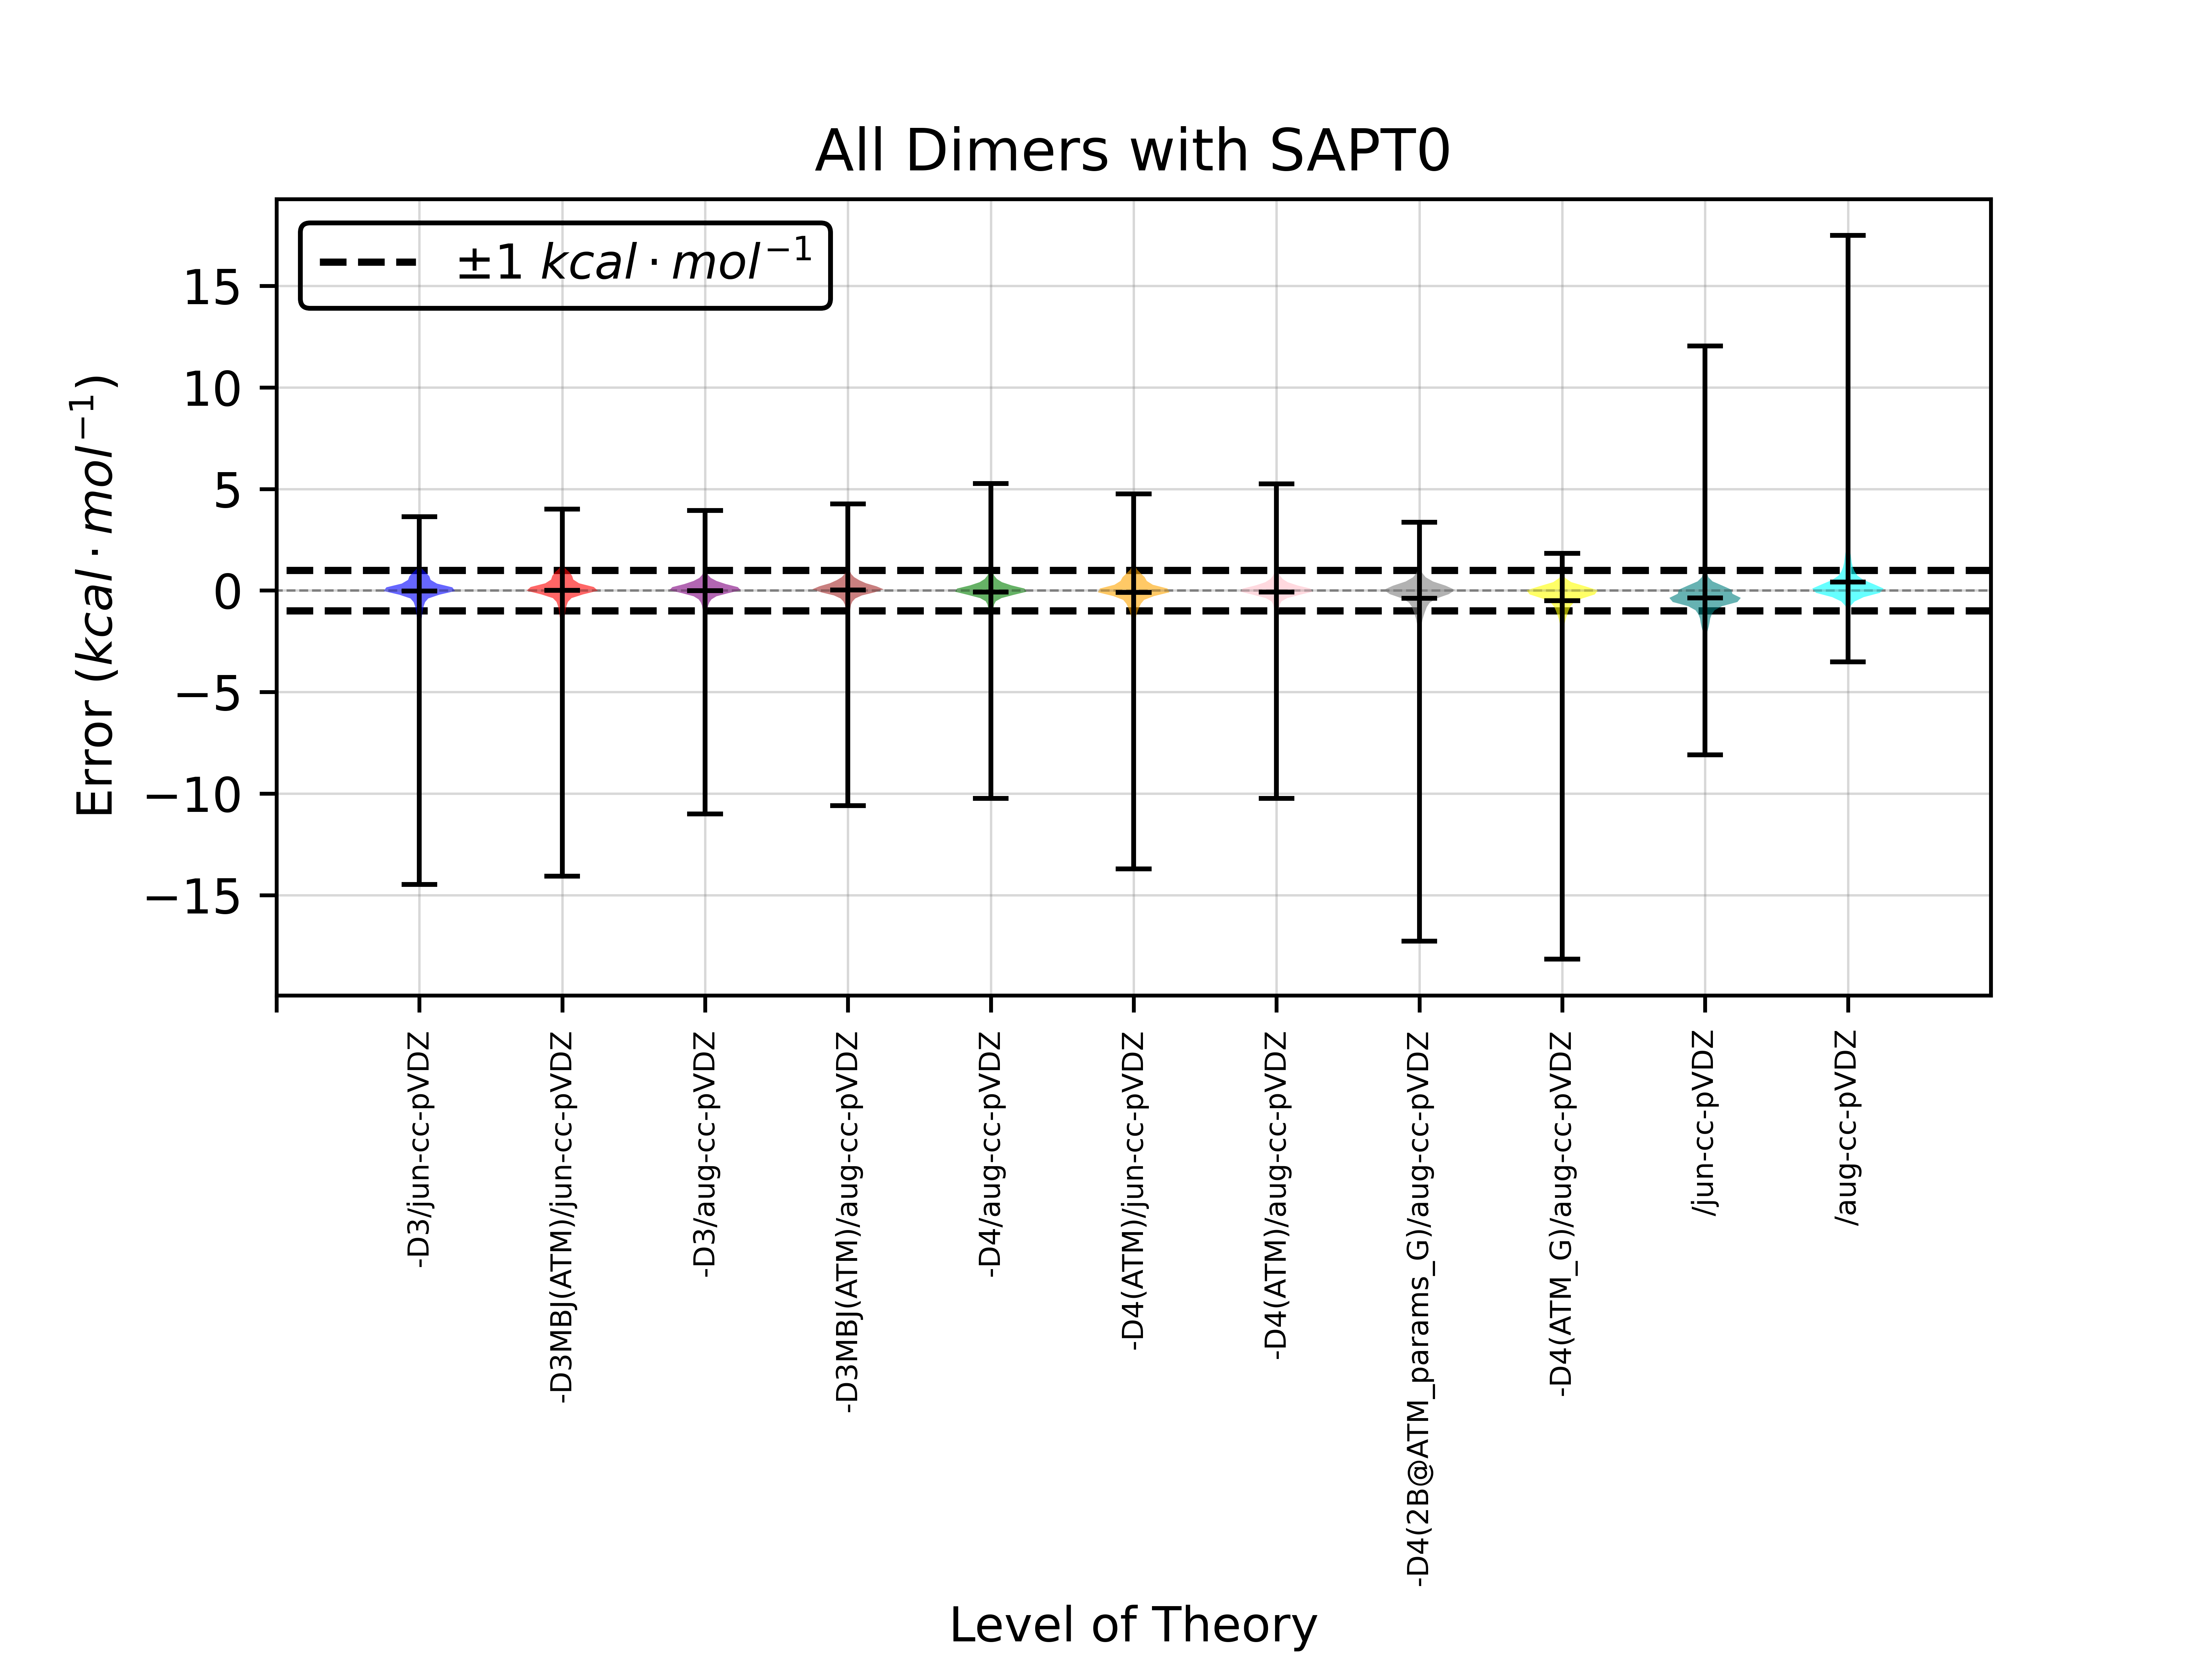 All Dimers with SAPT0
±1 kcal · mol⁻¹
Error (kcal · mol⁻¹)
15
10
5
0
−5
−10
−15
-D3/jun-cc-pVDZ
-D3MBJ(ATM)/jun-cc-pVDZ
-D3/aug-cc-pVDZ
-D3MBJ(ATM)/aug-cc-pVDZ
-D4/aug-cc-pVDZ
-D4(ATM)/jun-cc-pVDZ
-D4(ATM)/aug-cc-pVDZ
-D4(2B@ATM_params_G)/aug-cc-pVDZ
-D4(ATM_G)/aug-cc-pVDZ
/jun-cc-pVDZ
/aug-cc-pVDZ
Level of Theory